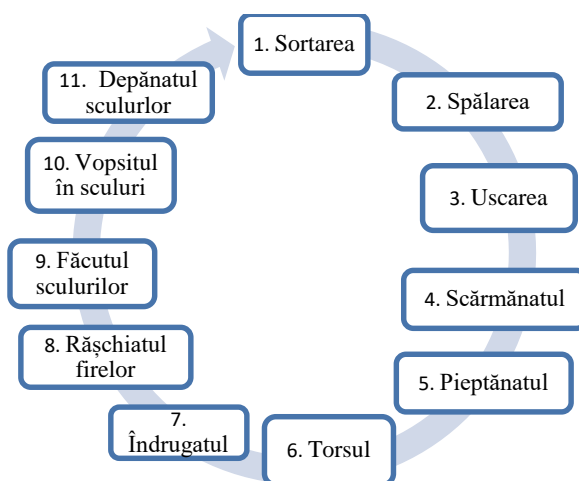 1. Sortarea
2. Spălarea
3. Uscarea
4. Scărmănatul
5. Pieptănatul
6. Torsul
7.
Îndrugatul
8. Rășchiatul
firelor
9. Făcutul
sculurilor
10. Vopsitul
în sculuri
11. Depănatul
scululor